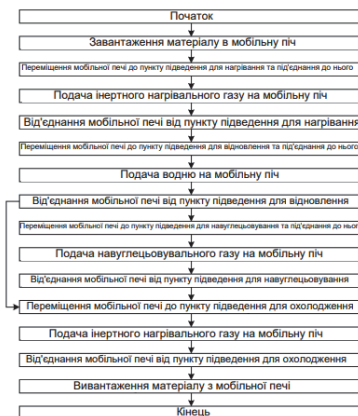 Початок
Завантаження матеріалу в мобільну піч
Переміщення мобільної печі до пункту підведення для нагрівання та під'єднання до нього
Подача інертного нагрівального газу на мобільну піч
Від'єднання мобільної печі від пункту підведення для нагрівання
Переміщення мобільної печі до пункту підведення для відновлення та під'єднання до нього
Подача водню на мобільну піч
Від'єднання мобільної печі від пункту підведення для відновлення
Переміщення мобільної печі до пункту підведення для навуглецьовування та під'єднання до нього
Подача навуглецьовувального газу на мобільну піч
Від'єднання мобільної печі від пункту підведення для навуглецьовування
Переміщення мобільної печі до пункту підведення для охолодження
Подача інертного нагрівального газу на мобільну піч
Від'єднання мобільної печі від пункту підведення для охолодження
Вивантаження матеріалу з мобільної печі
Кінець